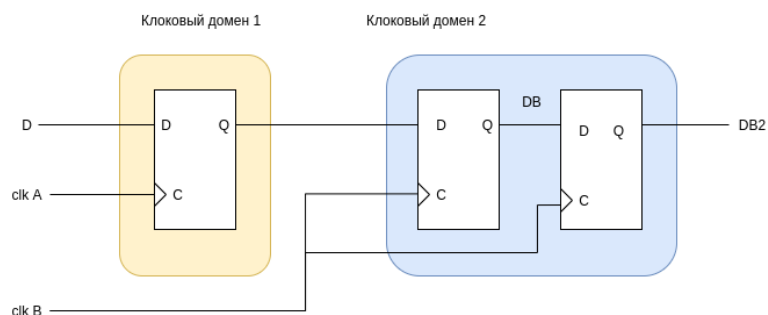 Клоковый домен 1
Клоковый домен 2
D
D
Q
D
Q
DB
D
Q
DB2
clk A
C
C
C
clk B